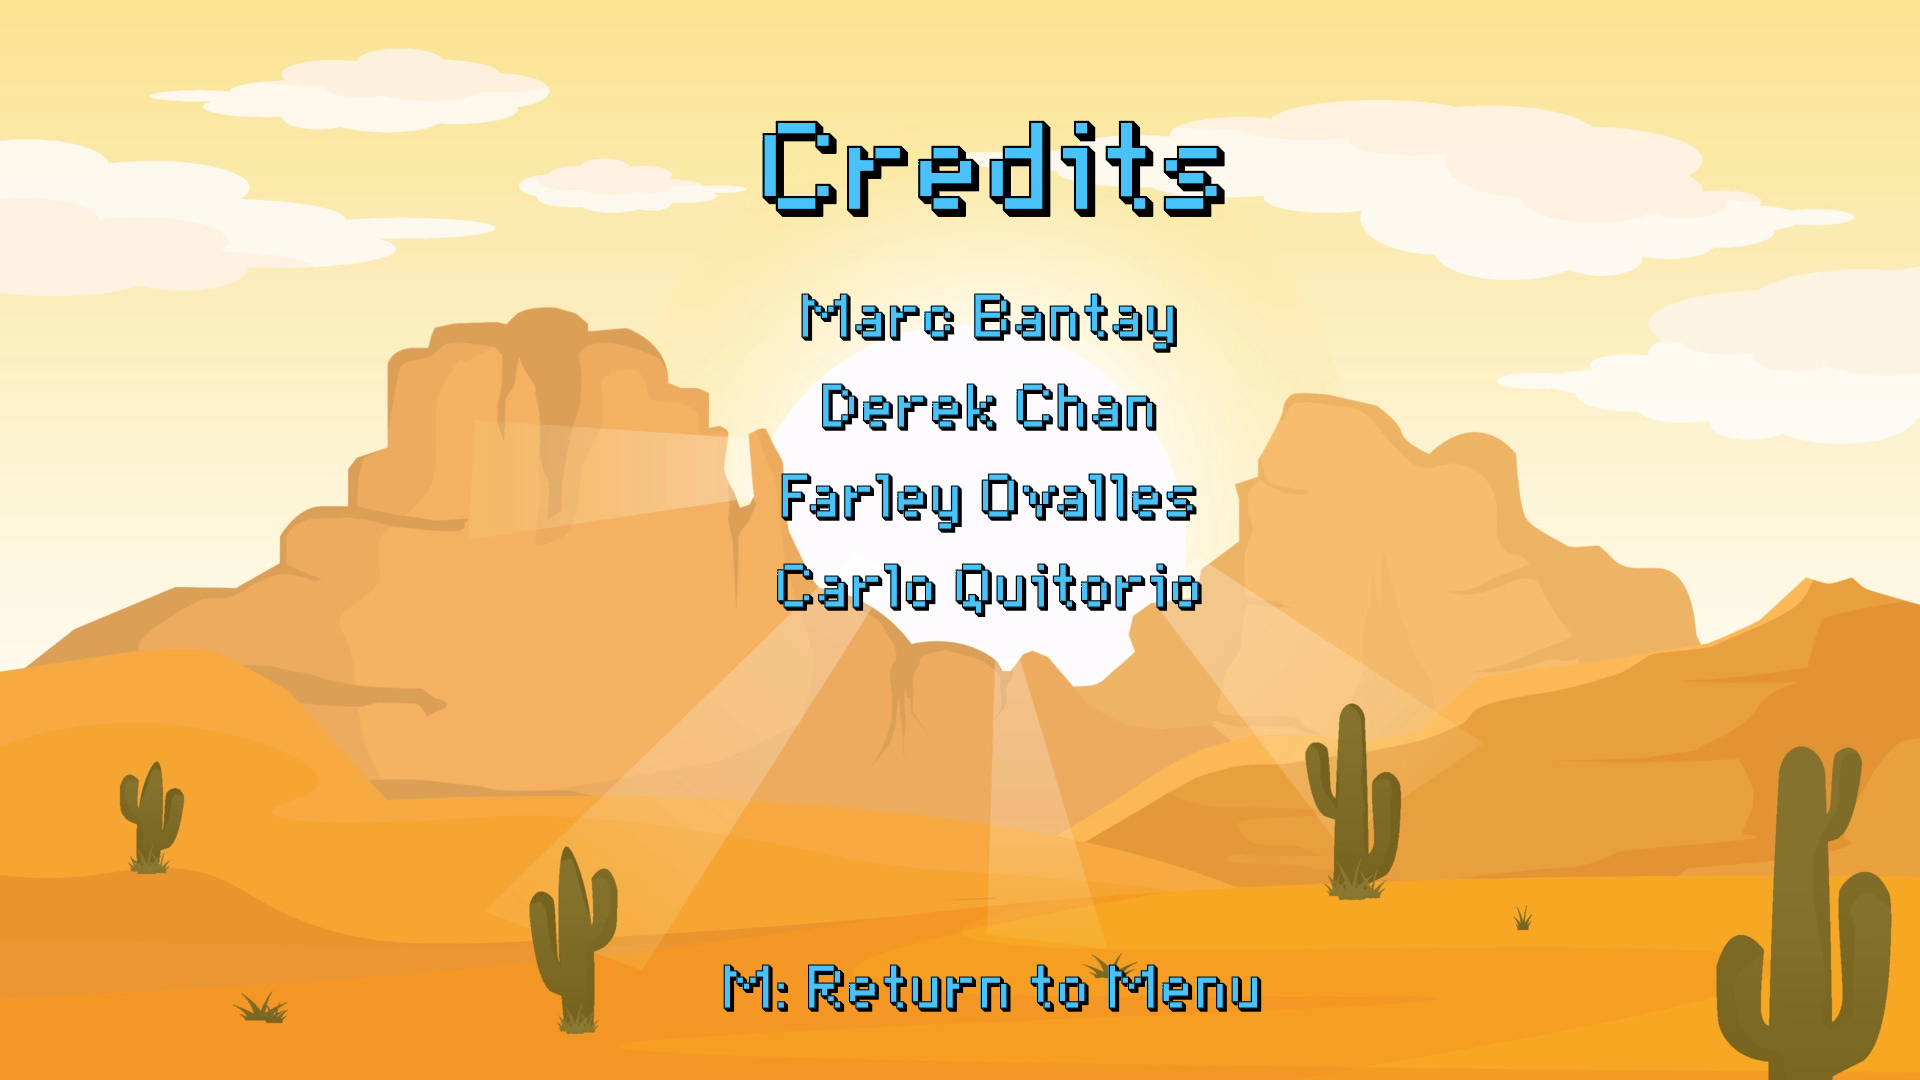 Credits
Marc Bantay
Derek Chan
Farley Ovalles
Carlo Quitorio
M: Return to Menu